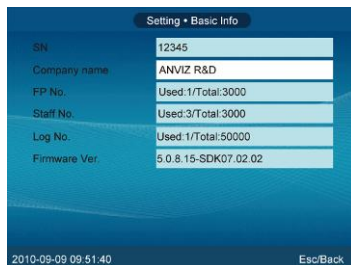 Setting • Basic Info
SN 12345
Company name ANVIZ R&D
FP No. Used:1/Total:3000
Staff No. Used:3/Total:3000
Log No. Used:1/Total:50000
Firmware Ver. 5.0.8.15-SDK07.02.02
2010-09-09 09:51:40 Esc/Back